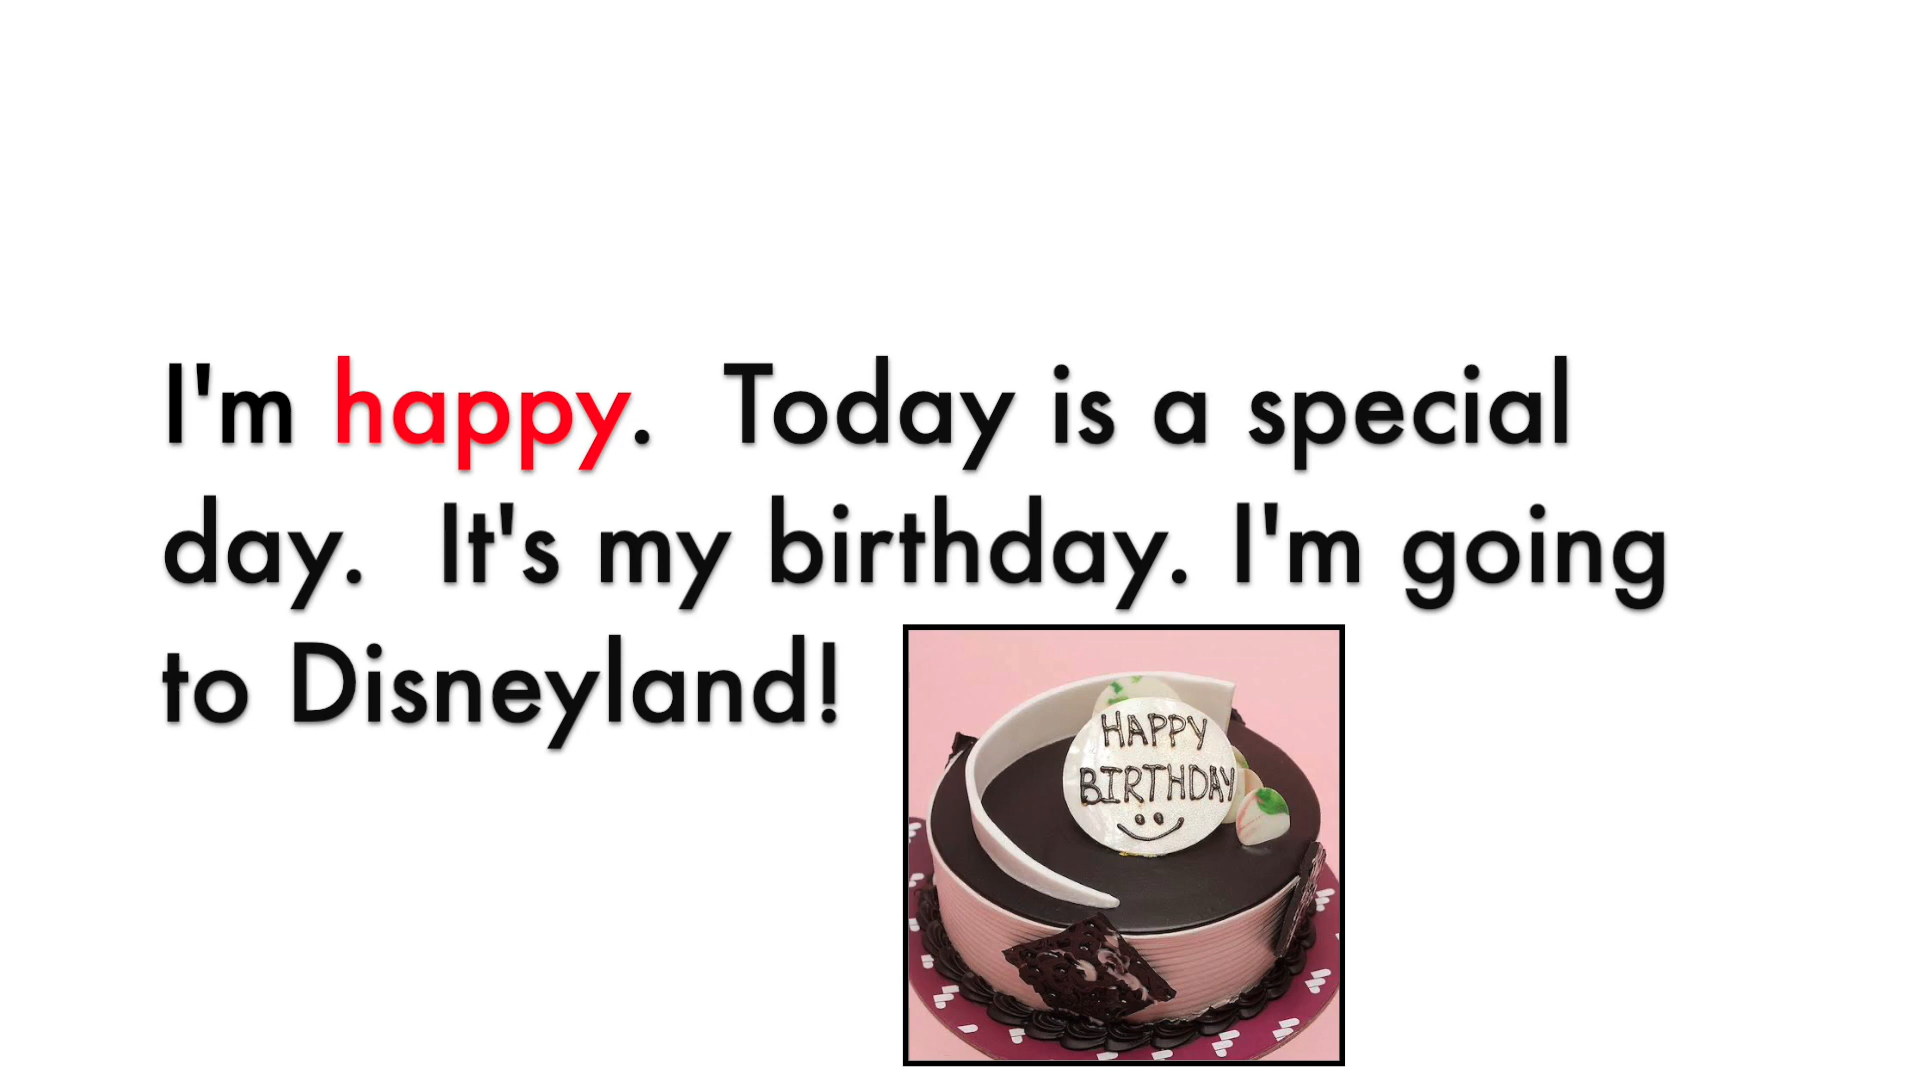 I'm happy.  Today is a special
day.  It's my birthday. I'm going
to Disneyland!
HAPPY
BIRTHDAY